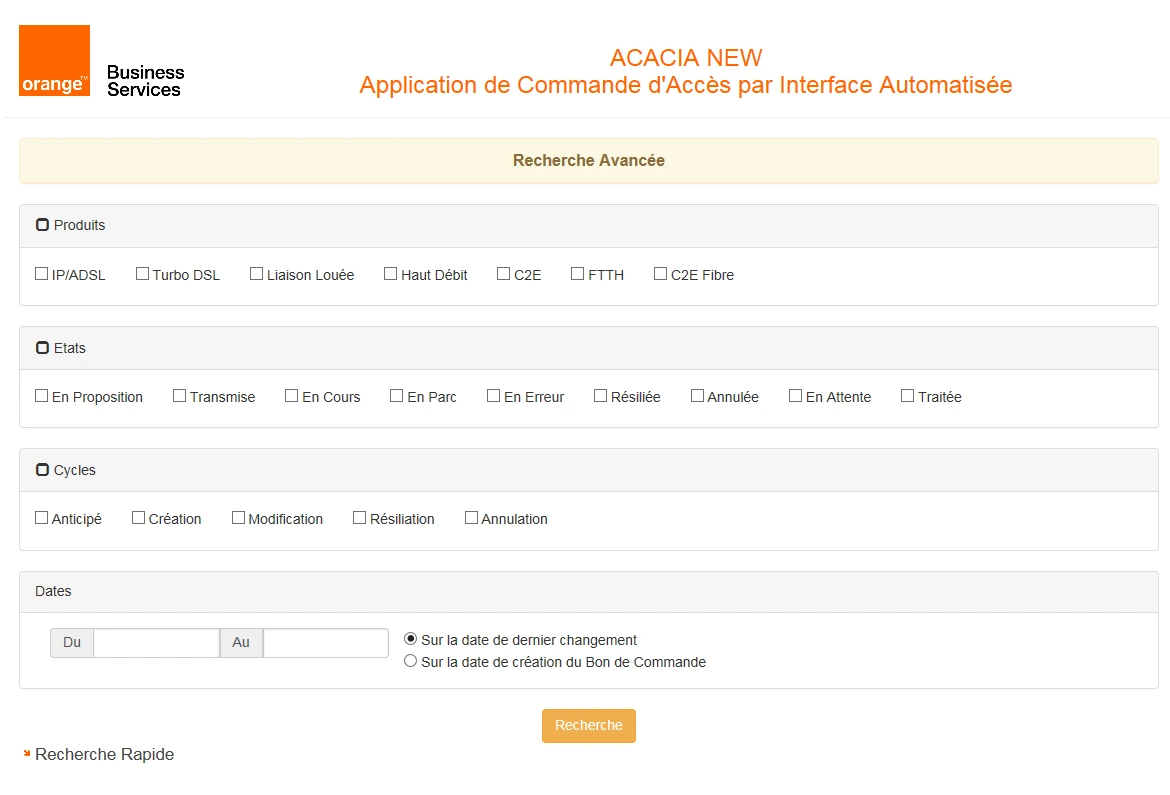 orange™
Business
Services
ACACIA NEW
Application de Commande d'Accès par Interface Automatisée
Recherche Avancée
Produits
IP/ADSL Turbo DSL Liaison Louée Haut Débit C2E FTTH C2E Fibre
Etats
En Proposition Transmise En Cours En Parc En Erreur Résiliée Annulée En Attente Traitée
Cycles
Anticipé Création Modification Résiliation Annulation
Dates
Du Au
Sur la date de dernier changement
Sur la date de création du Bon de Commande
Recherche
Recherche Rapide